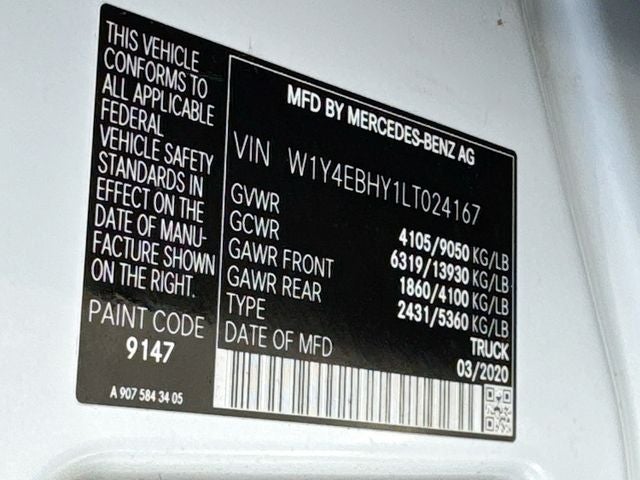 THIS VEHICLE
CONFORMS TO
ALL APPLICABLE
FEDERAL
VEHICLE SAFETY
STANDARDS IN
EFFECT ON THE
DATE OF MANU-
FACTURE SHOWN
ON THE RIGHT.
PAINT CODE
9147
A 907 584 34 05
MFD BY MERCEDES-BENZ AG
VIN W1Y4EBHY1LT024167
GVWR 4105/9050 KG/LB
GCWR 6319/13930 KG/LB
GAWR FRONT 1860/4100 KG/LB
GAWR REAR 2431/5360 KG/LB
TYPE TRUCK
DATE OF MFD 03/2020